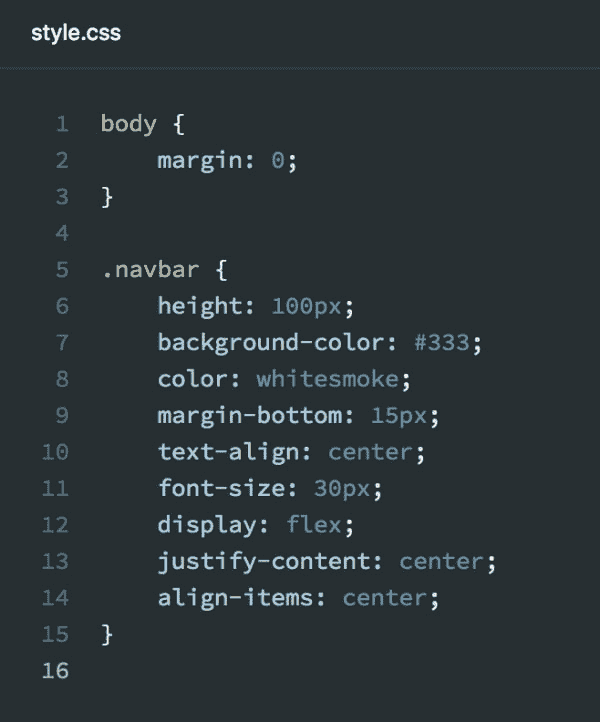 style.css
1 body {
2     margin: 0;
3 }
4
5 .navbar {
6     height: 100px;
7     background-color: #333;
8     color: whitesmoke;
9     margin-bottom: 15px;
10     text-align: center;
11     font-size: 30px;
12     display: flex;
13     justify-content: center;
14     align-items: center;
15 }
16